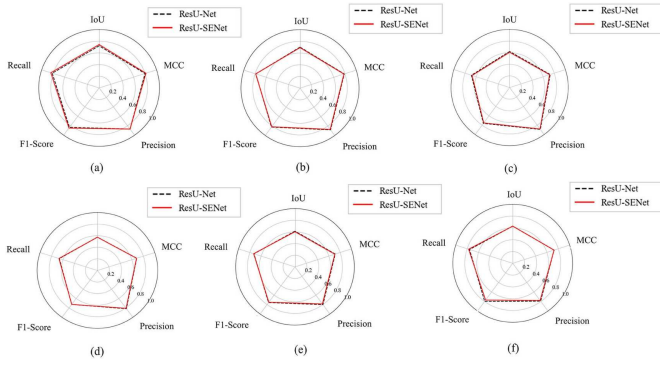 IoU
ResU-Net
ResU-SENet
Recall
MCC
0.2
0.4
0.6
0.8
1.0
F1-Score
Precision
(a)
IoU
ResU-Net
ResU-SENet
Recall
MCC
0.2
0.4
0.6
0.8
1.0
F1-Score
Precision
(b)
IoU
ResU-Net
ResU-SENet
Recall
MCC
0.2
0.4
0.6
0.8
1.0
F1-Score
Precision
(c)
ResU-Net
ResU-SENet
IoU
Recall
MCC
0.2
0.4
0.6
0.8
1.0
F1-Score
Precision
(d)
ResU-Net
ResU-SENet
IoU
Recall
MCC
0.2
0.4
0.6
0.8
1.0
F1-Score
Precision
(e)
IoU
ResU-Net
ResU-SENet
Recall
MCC
0.2
0.4
0.6
0.8
1.0
F1-Score
Precision
(f)